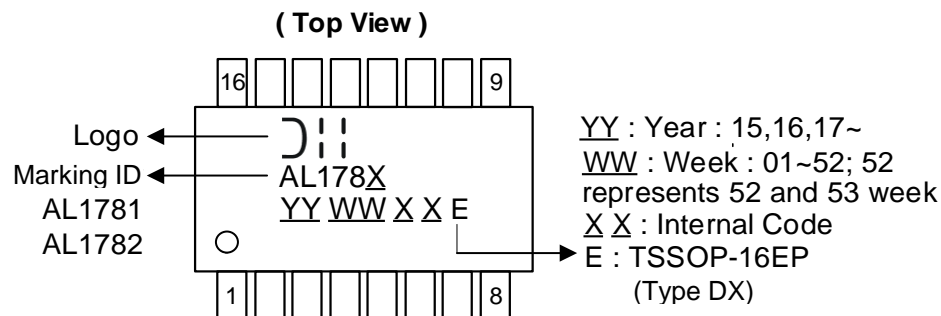 ( Top View )
16 9
Logo
Marking ID
AL1781
AL1782
AL178X
YY WW X X E
1 8
YY : Year : 15,16,17~
WW : Week : 01~52; 52
represents 52 and 53 week
X X : Internal Code
E : TSSOP-16EP
(Type DX)